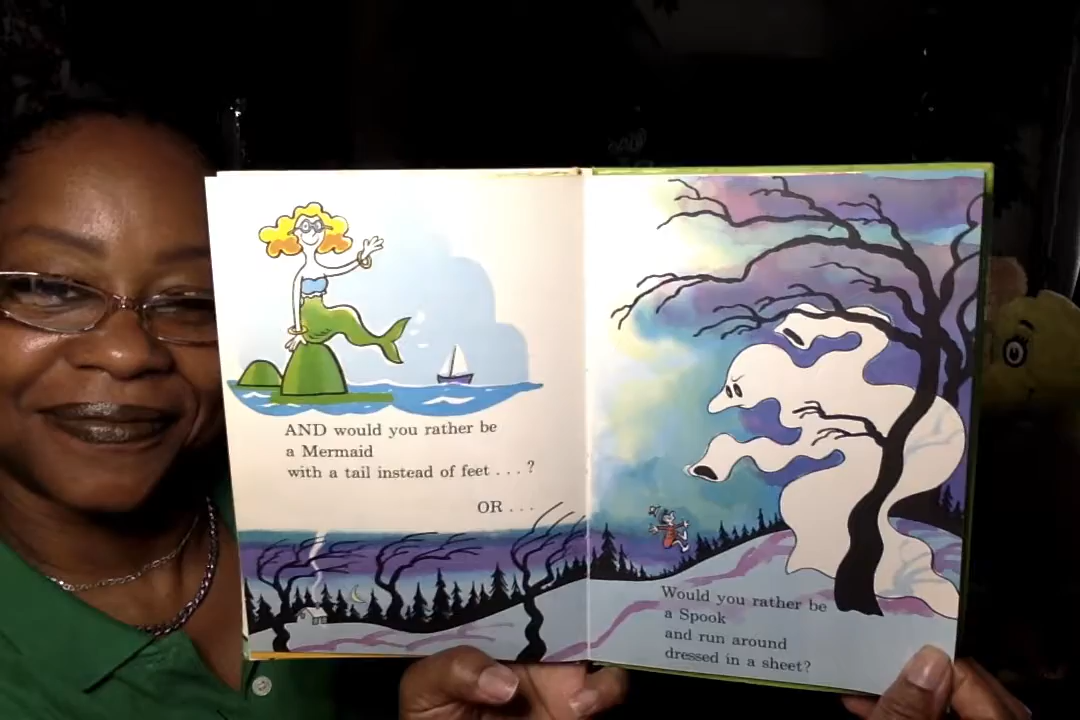 AND would you rather be
a Mermaid
with a tail instead of feet . . . ?
OR . . .
Would you rather be
a Spook
and run around
dressed in a sheet?